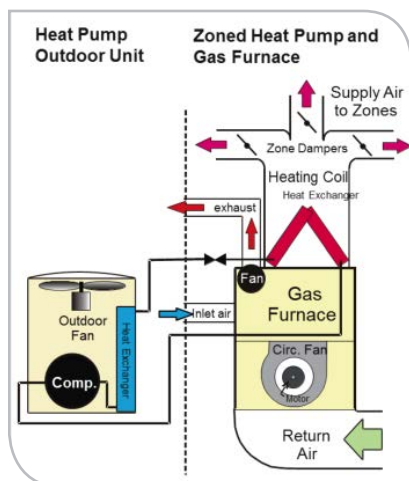 Heat Pump
Outdoor Unit
Zoned Heat Pump and
Gas Furnace
Supply Air
to Zones
Zone Dampers
Heating Coil
Heat Exchanger
exhaust
Fan
Inlet air
Gas
Furnace
Outdoor
Fan
Heat Exchanger
Comp.
Circ. Fan
Motor
Return
Air